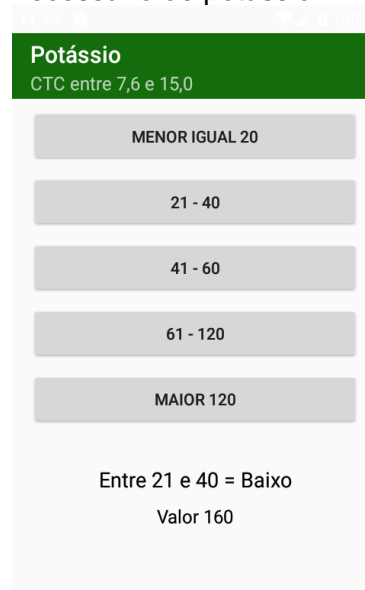 Potássio
CTC entre 7,6 e 15,0
MENOR IGUAL 20
21 - 40
41 - 60
61 - 120
MAIOR 120
Entre 21 e 40 = Baixo
Valor 160